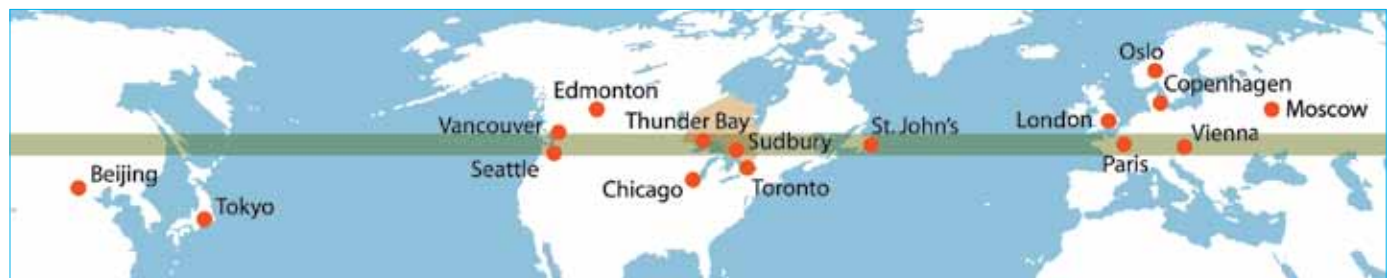 Oslo
Copenhagen
Edmonton
Moscow
Thunder Bay
St. John's
London
Vancouver
Vienna
Sudbury
Paris
Seattle
Beijing
Chicago
Toronto
Tokyo